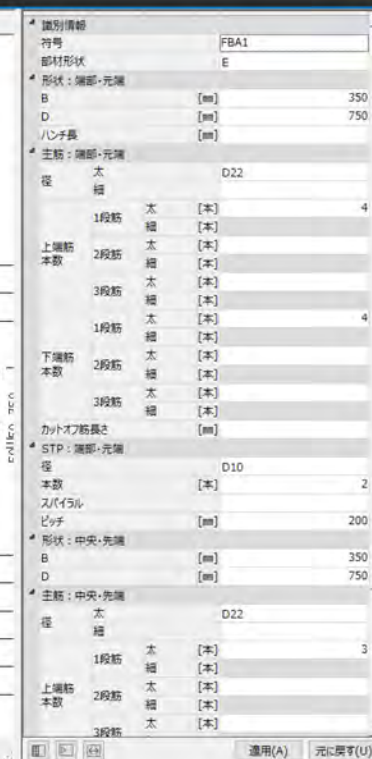 識別情報
符号 FBA1
部材形状 E
形状：端部・元端
B [mm] 350
D [mm] 750
ハンチ長 [mm]
主筋：端部・元端
径 太 D22
細
上端筋本数 1段筋 太 [本] 4
細 [本]
2段筋 太 [本]
細 [本]
3段筋 太 [本]
細 [本]
下端筋本数 1段筋 太 [本] 4
細 [本]
2段筋 太 [本]
細 [本]
3段筋 太 [本]
細 [本]
カットオフ筋長さ [mm]
STP：端部・元端
径 D10
本数 [本] 2
スパイラル
ピッチ [mm] 200
形状：中央・先端
B [mm] 350
D [mm] 750
主筋：中央・先端
径 太 D22
細
上端筋本数 1段筋 太 [本] 3
細 [本]
2段筋 太 [本]
細 [本]
3段筋 太 [本]
適用(A) 元に戻す(U)